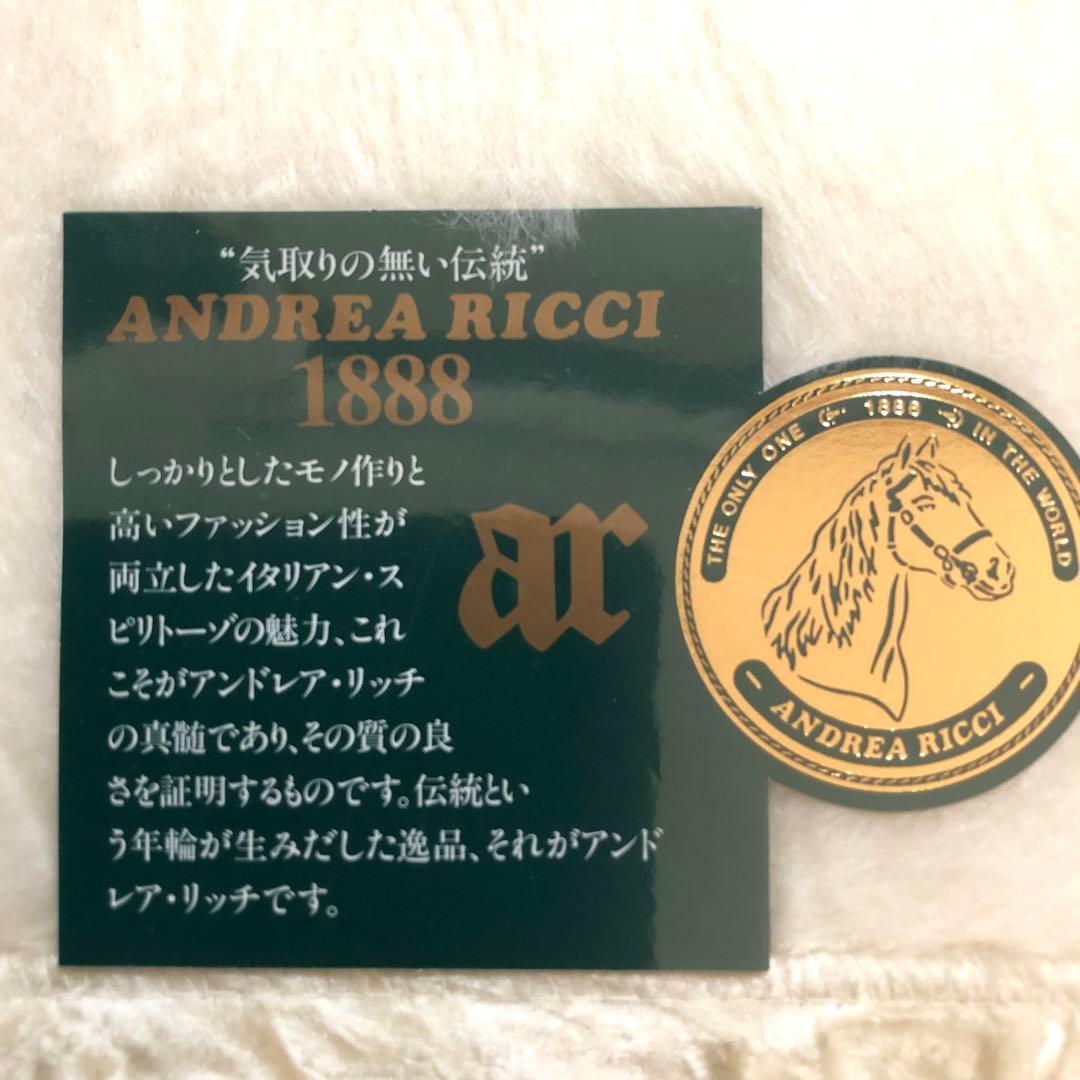 “気取りの無い伝統”
ANDREA RICCI
1888
しっかりとしたモノ作りと
高いファッション性が
両立したイタリアン・ス
ピリトーゾの魅力、これ
こそがアンドレア・リッチ
の真髄であり、その質の良
さを証明するものです。伝統とい
う年輪が生みだした逸品、それがアンド
レア・リッチです。
ar
THE ONLY ONE 1888 IN THE WORLD
ANDREA RICCI